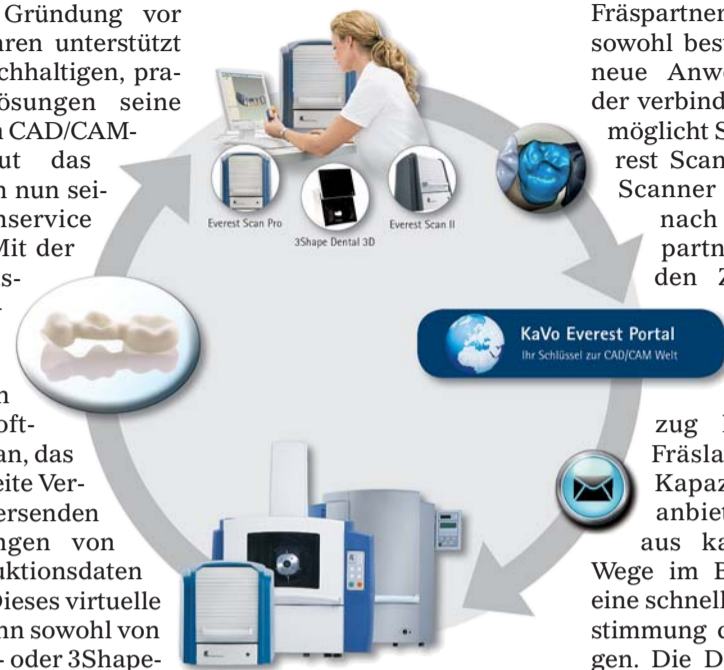 Gründung vor
hren unterstützt
chhaltigen, pra-
ösungen seine
n CAD/CAM-
ut das
n nun sei-
nservice
Mit der
s-
-
n
oft-
an, das
eite Ver-
ersenden
ngen von
uktionsdaten
Dieses virtuelle
nn sowohl von
- oder 3Shape-
Everest Scan Pro
3Shape Dental 3D
Everest Scan II
KaVo Everest Portal
Ihr Schlüssel zur CAD/CAM Welt
Fräspartner
sowohl best
neue Anw
der verbind
möglicht S
rest Scan
Scanner
nach
partn
den Z
zug
Fräsla
Kapaz
anbiet
aus ka
Wege im B
eine schnell
stimmung d
gen. Die D